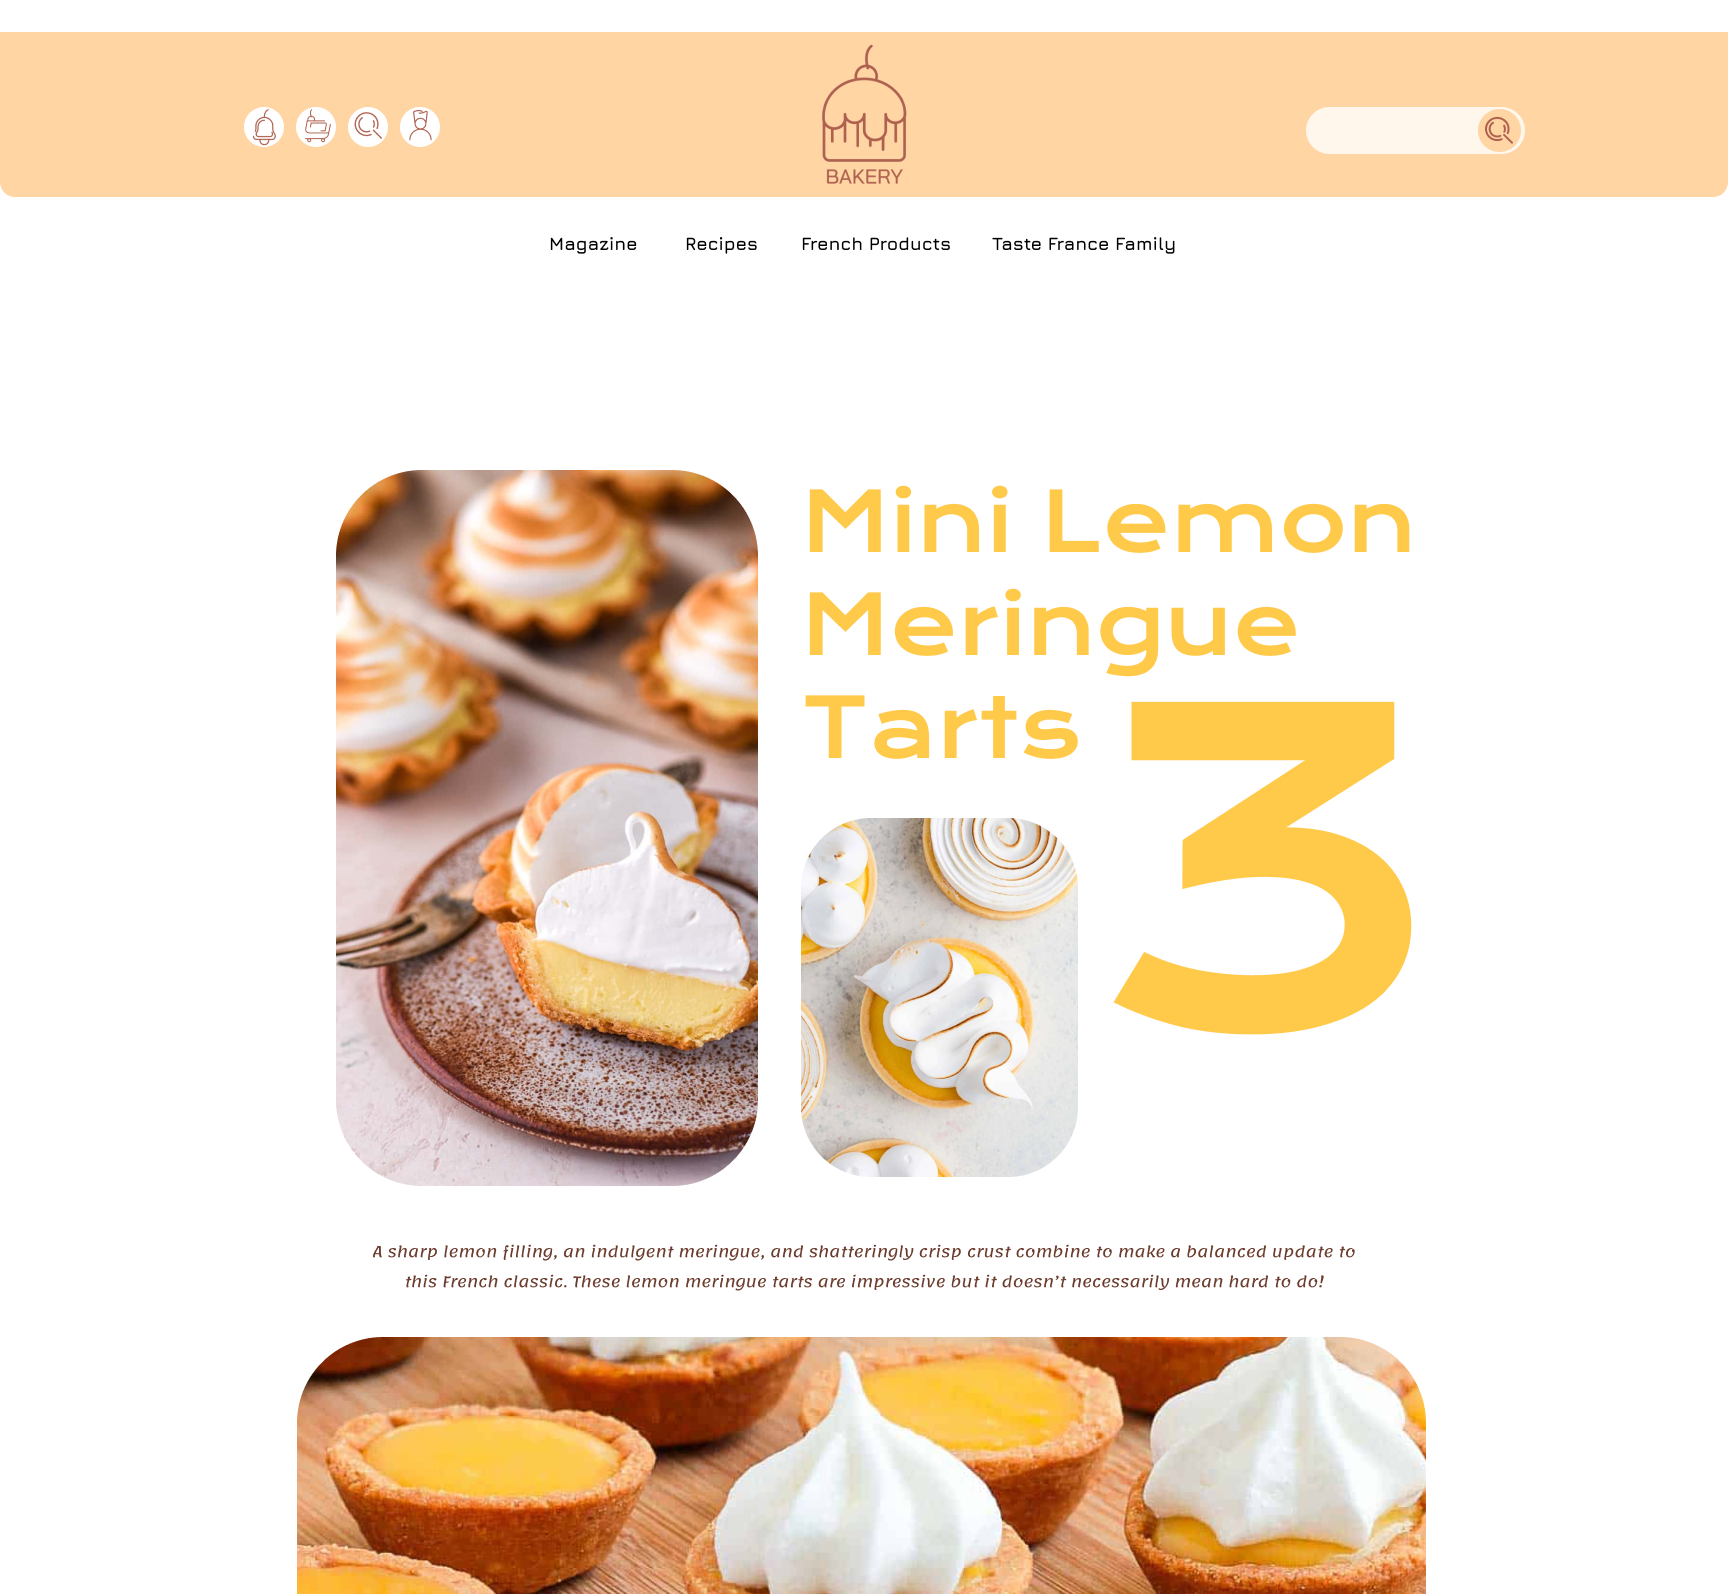 BAKERY
Magazine Recipes French Products Taste France Family
Mini Lemon
Meringue
Tarts
3
A sharp lemon filling, an indulgent meringue, and shatteringly crisp crust combine to make a balanced update to
this French classic. These lemon meringue tarts are impressive but it doesn’t necessarily mean hard to do!